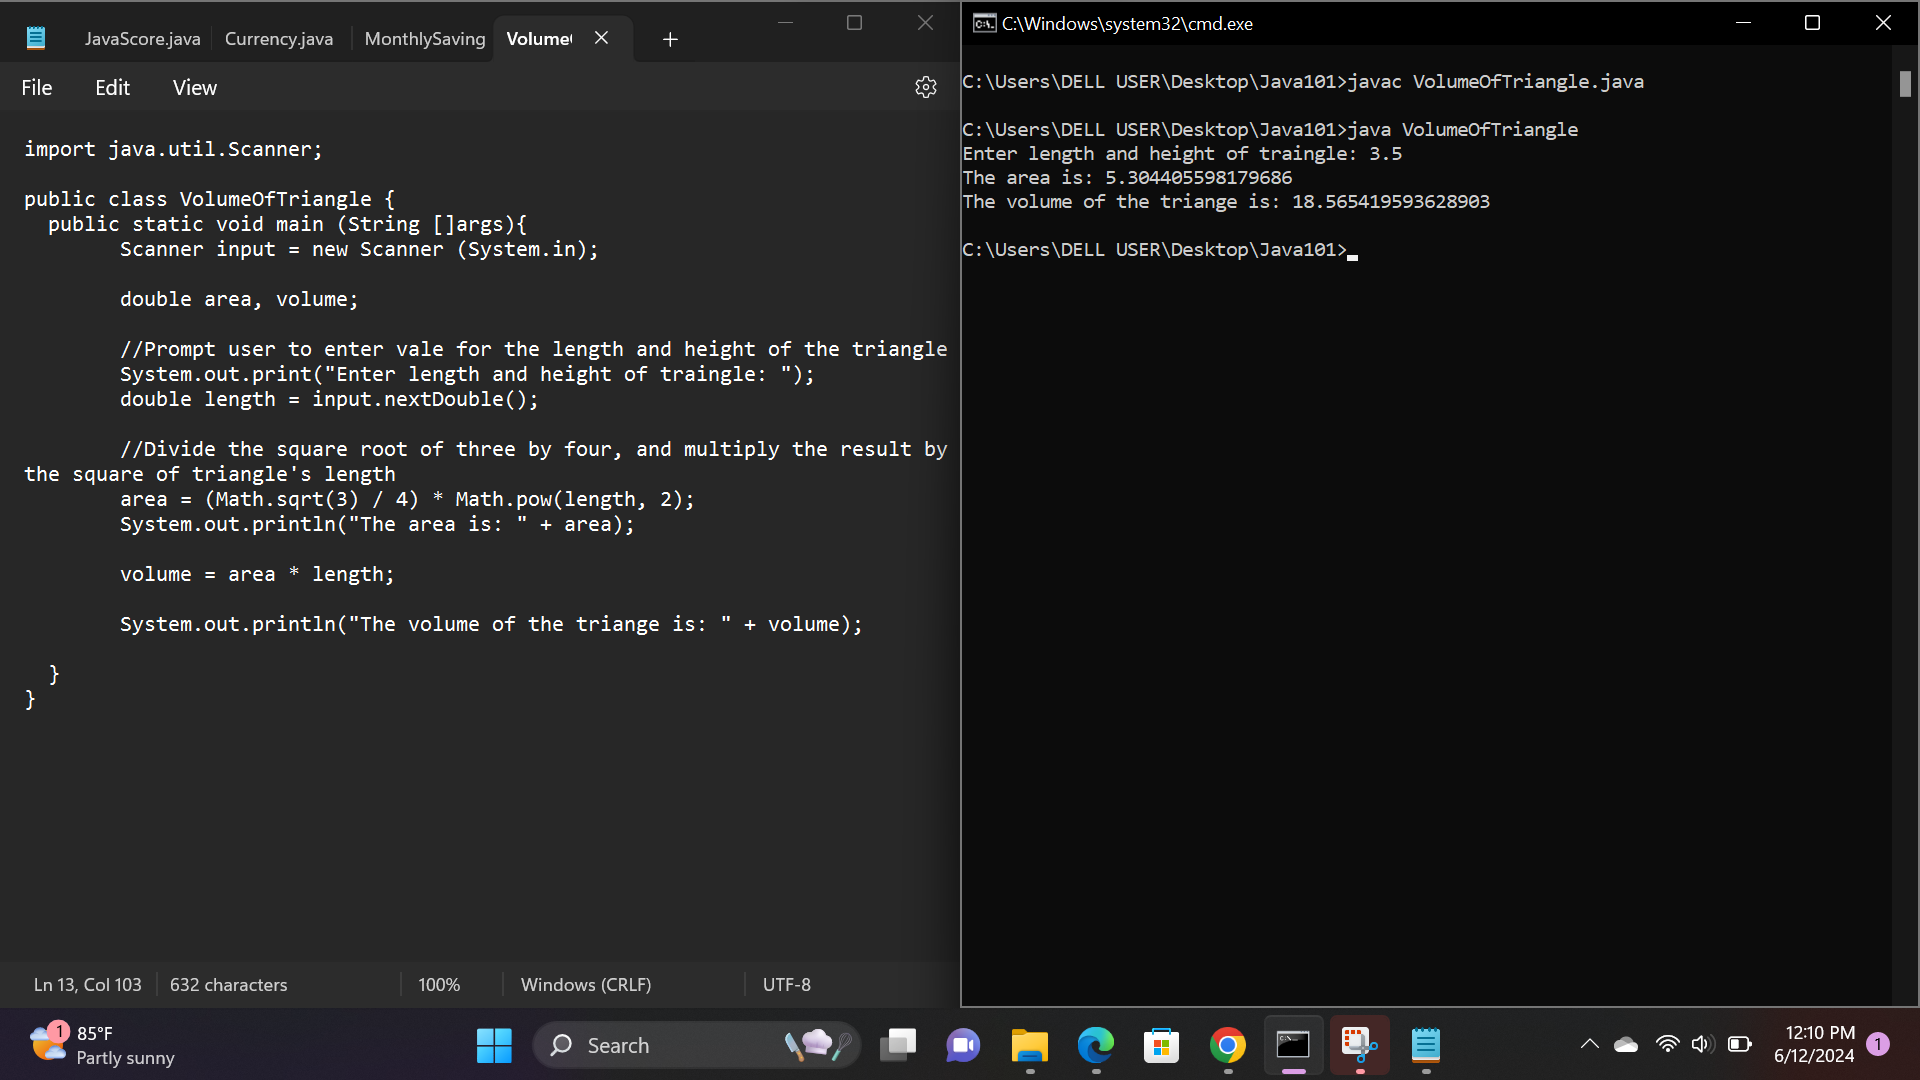 JavaScore.java
Currency.java
MonthlySaving
Volume
File
Edit
View
import java.util.Scanner;
public class VolumeOfTriangle {
public static void main (String []args){
Scanner input = new Scanner (System.in);
double area, volume;
//Prompt user to enter vale for the length and height of the triangle
System.out.print("Enter length and height of traingle: ");
double length = input.nextDouble();
//Divide the square root of three by four, and multiply the result by
the square of triangle's length
area = (Math.sqrt(3) / 4) * Math.pow(length, 2);
System.out.println("The area is: " + area);
volume = area * length;
System.out.println("The volume of the triange is: " + volume);
}
}
Ln 13, Col 103
632 characters
100%
Windows (CRLF)
UTF-8
C:\Windows\system32\cmd.exe
C:\Users\DELL USER\Desktop\Java101>javac VolumeOfTriangle.java
C:\Users\DELL USER\Desktop\Java101>java VolumeOfTriangle
Enter length and height of traingle: 3.5
The area is: 5.304405598179686
The volume of the triange is: 18.565419593628903
C:\Users\DELL USER\Desktop\Java101>
1
85°F
Partly sunny
Search
12:10 PM
6/12/2024
1